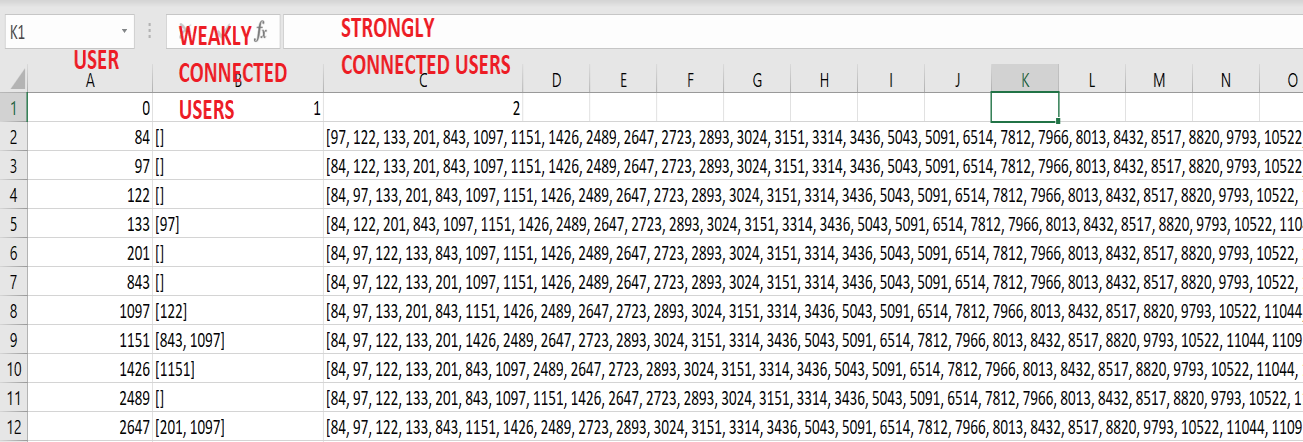 K1 fx
WEAKLY CONNECTED USERS
STRONGLY CONNECTED USERS
USER
A B C D E F G H I J K L M N O
1 0 1 2
2 84 [] [97, 122, 133, 201, 843, 1097, 1151, 1426, 2489, 2647, 2723, 2893, 3024, 3151, 3314, 3436, 5043, 5091, 6514, 7812, 7966, 8013, 8432, 8517, 8820, 9793, 10522
3 97 [] [84, 122, 133, 201, 843, 1097, 1151, 1426, 2489, 2647, 2723, 2893, 3024, 3151, 3314, 3436, 5043, 5091, 6514, 7812, 7966, 8013, 8432, 8517, 8820, 9793, 10522
4 122 [] [84, 97, 133, 201, 843, 1097, 1151, 1426, 2489, 2647, 2723, 2893, 3024, 3151, 3314, 3436, 5043, 5091, 6514, 7812, 7966, 8013, 8432, 8517, 8820, 9793, 10522,
5 133 [97] [84, 122, 201, 843, 1097, 1151, 1426, 2489, 2647, 2723, 2893, 3024, 3151, 3314, 3436, 5043, 5091, 6514, 7812, 7966, 8013, 8432, 8517, 8820, 9793, 10522, 110
6 201 [] [84, 97, 122, 133, 843, 1097, 1151, 1426, 2489, 2647, 2723, 2893, 3024, 3151, 3314, 3436, 5043, 5091, 6514, 7812, 7966, 8013, 8432, 8517, 8820, 9793, 10522,
7 843 [] [84, 97, 122, 133, 201, 1097, 1151, 1426, 2489, 2647, 2723, 2893, 3024, 3151, 3314, 3436, 5043, 5091, 6514, 7812, 7966, 8013, 8432, 8517, 8820, 9793, 10522,
8 1097 [122] [84, 97, 133, 201, 843, 1151, 1426, 2489, 2647, 2723, 2893, 3024, 3151, 3314, 3436, 5043, 5091, 6514, 7812, 7966, 8013, 8432, 8517, 8820, 9793, 10522, 11044
9 1151 [843, 1097] [84, 97, 122, 133, 201, 1426, 2489, 2647, 2723, 2893, 3024, 3151, 3314, 3436, 5043, 5091, 6514, 7812, 7966, 8013, 8432, 8517, 8820, 9793, 10522, 11044, 1109
10 1426 [1151] [84, 97, 122, 133, 201, 843, 1097, 2489, 2647, 2723, 2893, 3024, 3151, 3314, 3436, 5043, 5091, 6514, 7812, 7966, 8013, 8432, 8517, 8820, 9793, 10522, 11044,
11 2489 [] [84, 97, 122, 133, 201, 843, 1097, 1151, 1426, 2647, 2723, 2893, 3024, 3151, 3314, 3436, 5043, 5091, 6514, 7812, 7966, 8013, 8432, 8517, 8820, 9793, 10522, 1
12 2647 [201, 1097] [84, 97, 122, 133, 843, 1151, 1426, 2489, 2723, 2893, 3024, 3151, 3314, 3436, 5043, 5091, 6514, 7812, 7966, 8013, 8432, 8517, 8820, 9793, 10522, 11044, 1109